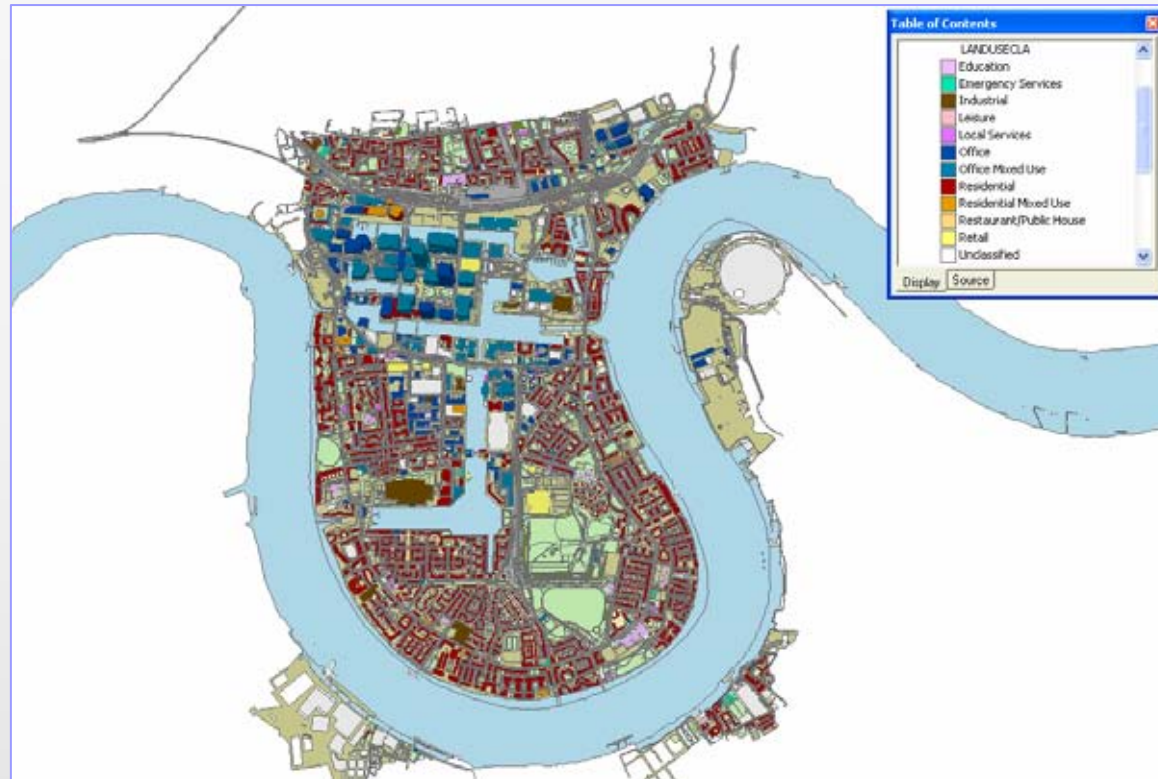 Table of Contents
LANDUSECLA
Education
Emergency Services
Industrial
Leisure
Local Services
Office
Office Mixed Use
Residential
Residential Mixed Use
Restaurant/Public House
Retail
Unclassified
Display Source